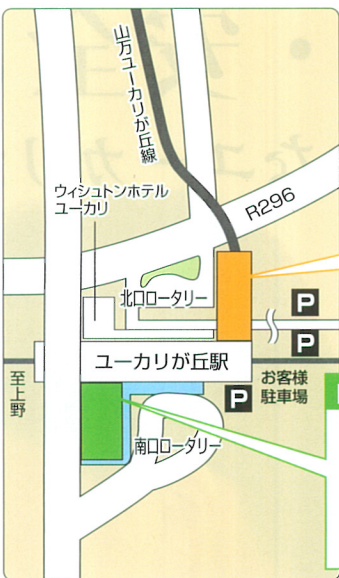 山万ユーカリが丘線
ウィシュトンホテル
ユーカリ
R296
北口ロータリー
P
P
ユーカリが丘駅
至上野
P
お客様
駐車場
南口ロータリー